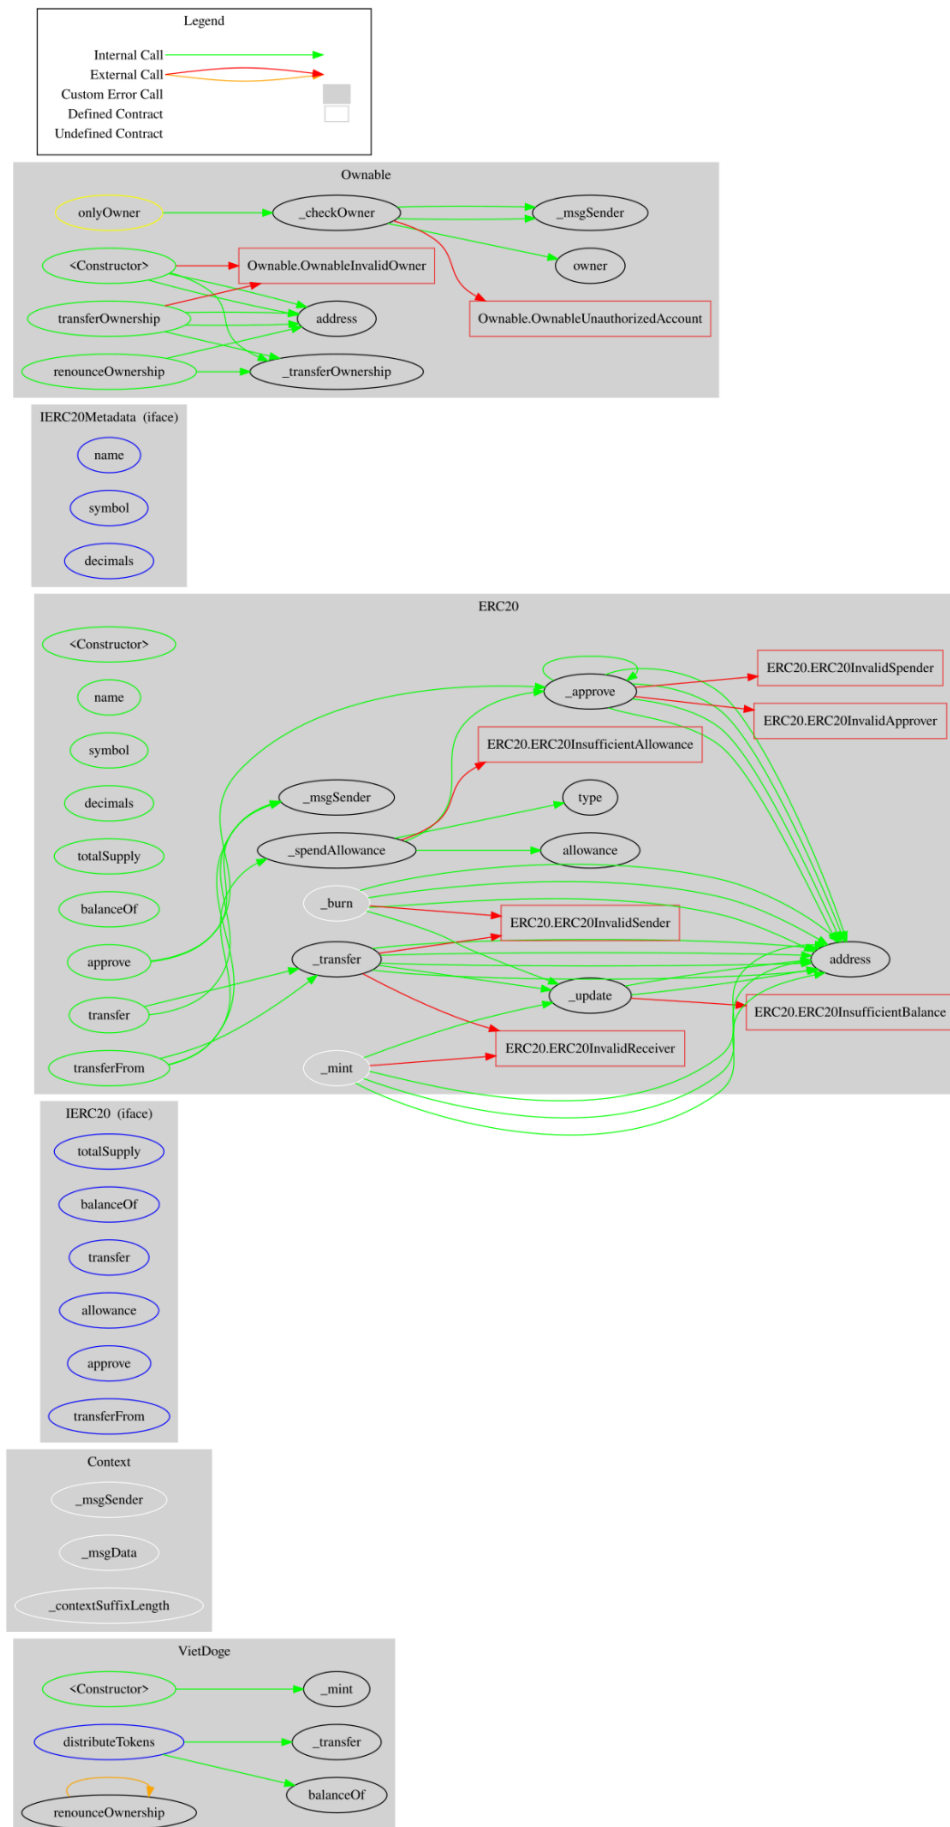 Legend
Internal Call
External Call
Custom Error Call
Defined Contract
Undefined Contract
Ownable
onlyOwner
_checkOwner
_msgSender
<Constructor>
Ownable.OwnableInvalidOwner
owner
transferOwnership
address
Ownable.OwnableUnauthorizedAccount
renounceOwnership
_transferOwnership
IERC20Metadata (iface)
name
symbol
decimals
ERC20
<Constructor>
name
symbol
decimals
totalSupply
balanceOf
approve
transfer
transferFrom
_msgSender
_spendAllowance
_burn
_transfer
_mint
_approve
ERC20.ERC20InsufficientAllowance
type
allowance
ERC20.ERC20InvalidSender
_update
ERC20.ERC20InvalidReceiver
ERC20.ERC20InvalidSpender
ERC20.ERC20InvalidApprover
address
ERC20.ERC20InsufficientBalance
IERC20 (iface)
totalSupply
balanceOf
transfer
allowance
approve
transferFrom
Context
_msgSender
_msgData
_contextSuffixLength
VietDoge
<Constructor>
_mint
distributeTokens
_transfer
balanceOf
renounceOwnership